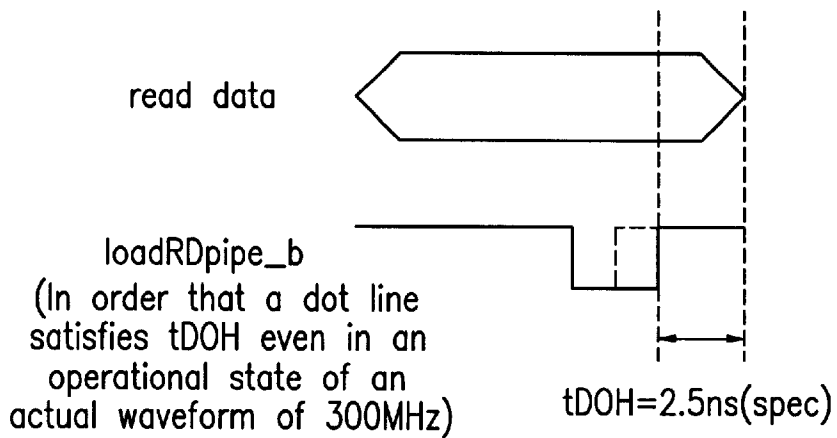 read data
loadRDpipe_b
(In order that a dot line
satisfies tDOH even in an
operational state of an
actual waveform of 300MHz)
tDOH=2.5ns(spec)